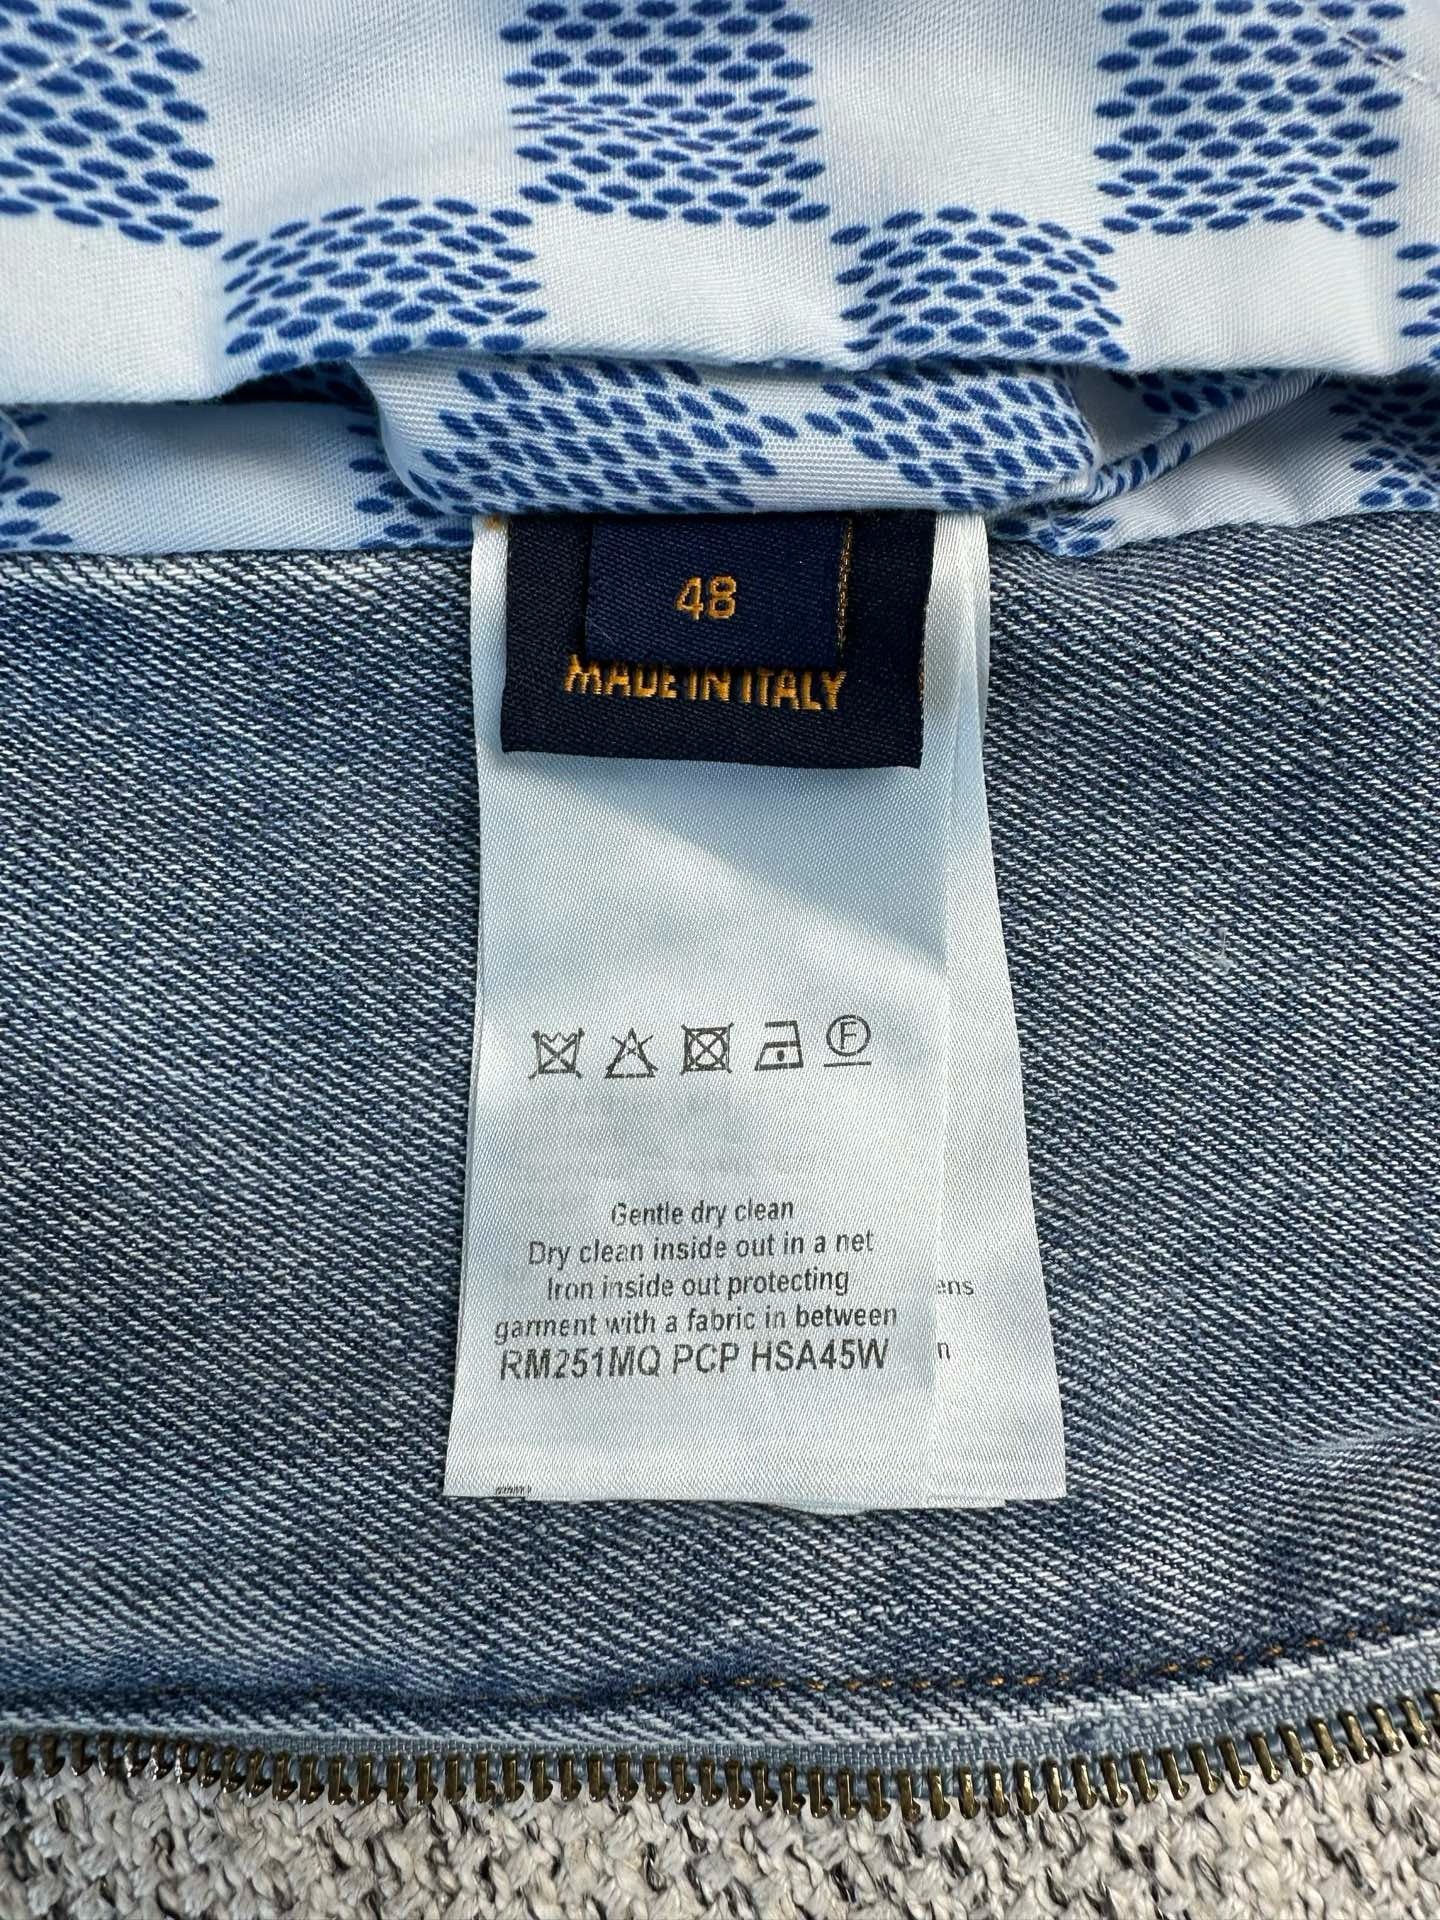 48
MADE IN ITALY
F
Gentle dry clean
Dry clean inside out in a net
Iron inside out protecting
garment with a fabric in between
RM251MQ PCP HSA45W
ens
n